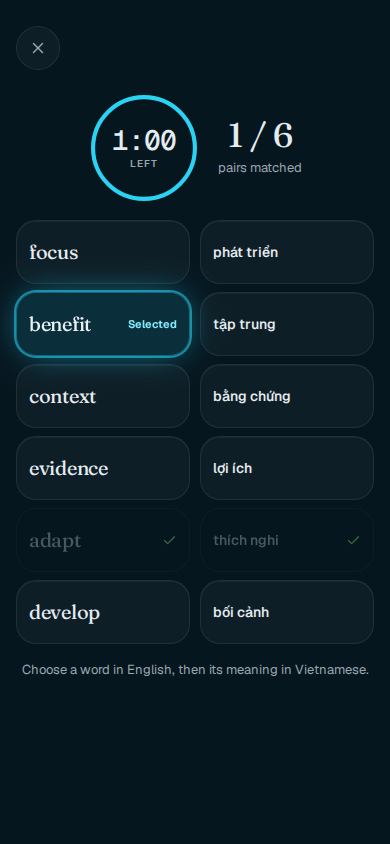 1:00
LEFT
1/6
pairs matched
focus
phát triển
benefit
Selected
tập trung
context
bằng chứng
evidence
lợi ích
adapt
thích nghi
develop
bối cảnh
Choose a word in English, then its meaning in Vietnamese.